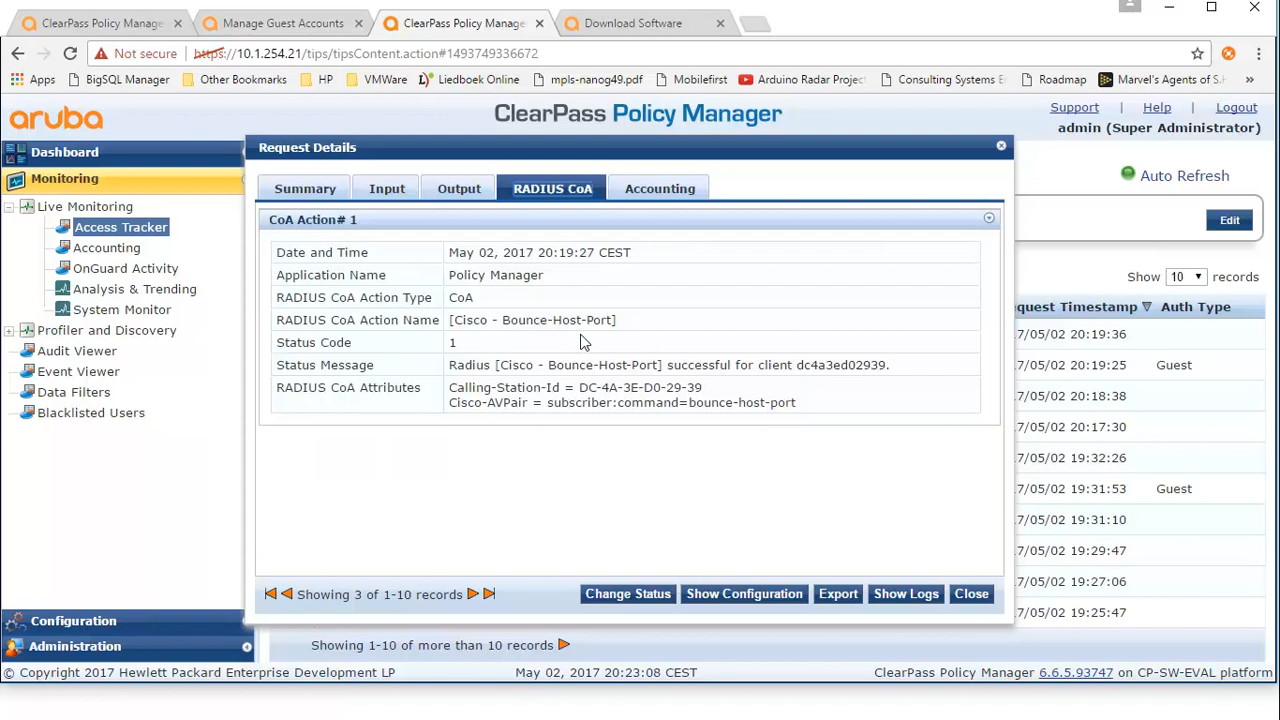 ClearPass Policy Manage
Manage Guest Accounts
ClearPass Policy Manage
Download Software
Not secure
https://10.1.254.21/tips/tipsContent.action#1493749336672
Apps
BigSQL Manager
Other Bookmarks
HP
VMWare
Lijstboek Online
mpls-nanog49.pdf
MobileIron
Arduino Radar Projec
Consulting Systems E
Roadmap
Marvel's Agents of S.H
»
aruba
ClearPass Policy Manager
Support | Help | Logout
admin (Super Administrator)
Dashboard
Monitoring
Live Monitoring
Access Tracker
Accounting
OnGuard Activity
Analysis & Trending
System Monitor
Profiler and Discovery
Audit Viewer
Event Viewer
Data Filters
Blacklisted Users
Configuration
Administration
Request Details
Summary
Input
Output
RADIUS CoA
Accounting
CoA Action# 1
Date and Time May 02, 2017 20:19:27 CEST
Application Name Policy Manager
RADIUS CoA Action Type CoA
RADIUS CoA Action Name [Cisco - Bounce-Host-Port]
Status Code 1
Status Message Radius [Cisco - Bounce-Host-Port] successful for client dc4a3ed02939.
RADIUS CoA Attributes Calling-Station-Id = DC-4A-3E-D0-29-39
Cisco-AVPair = subscriber:command=bounce-host-port
Showing 3 of 1-10 records
Change Status
Show Configuration
Export
Show Logs
Close
Auto Refresh
Edit
Show 10 records
equest Timestamp Auth Type
7/05/02 20:19:36
7/05/02 20:19:25 Guest
7/05/02 20:18:38
7/05/02 20:17:30
7/05/02 19:32:26
7/05/02 19:31:53 Guest
7/05/02 19:31:10
7/05/02 19:29:47
7/05/02 19:27:06
7/05/02 19:25:47
Showing 1-10 of more than 10 records
© Copyright 2017 Hewlett Packard Enterprise Development LP
May 02, 2017 20:23:08 CEST
ClearPass Policy Manager 6.6.5.93747 on CP-SW-EVAL platform